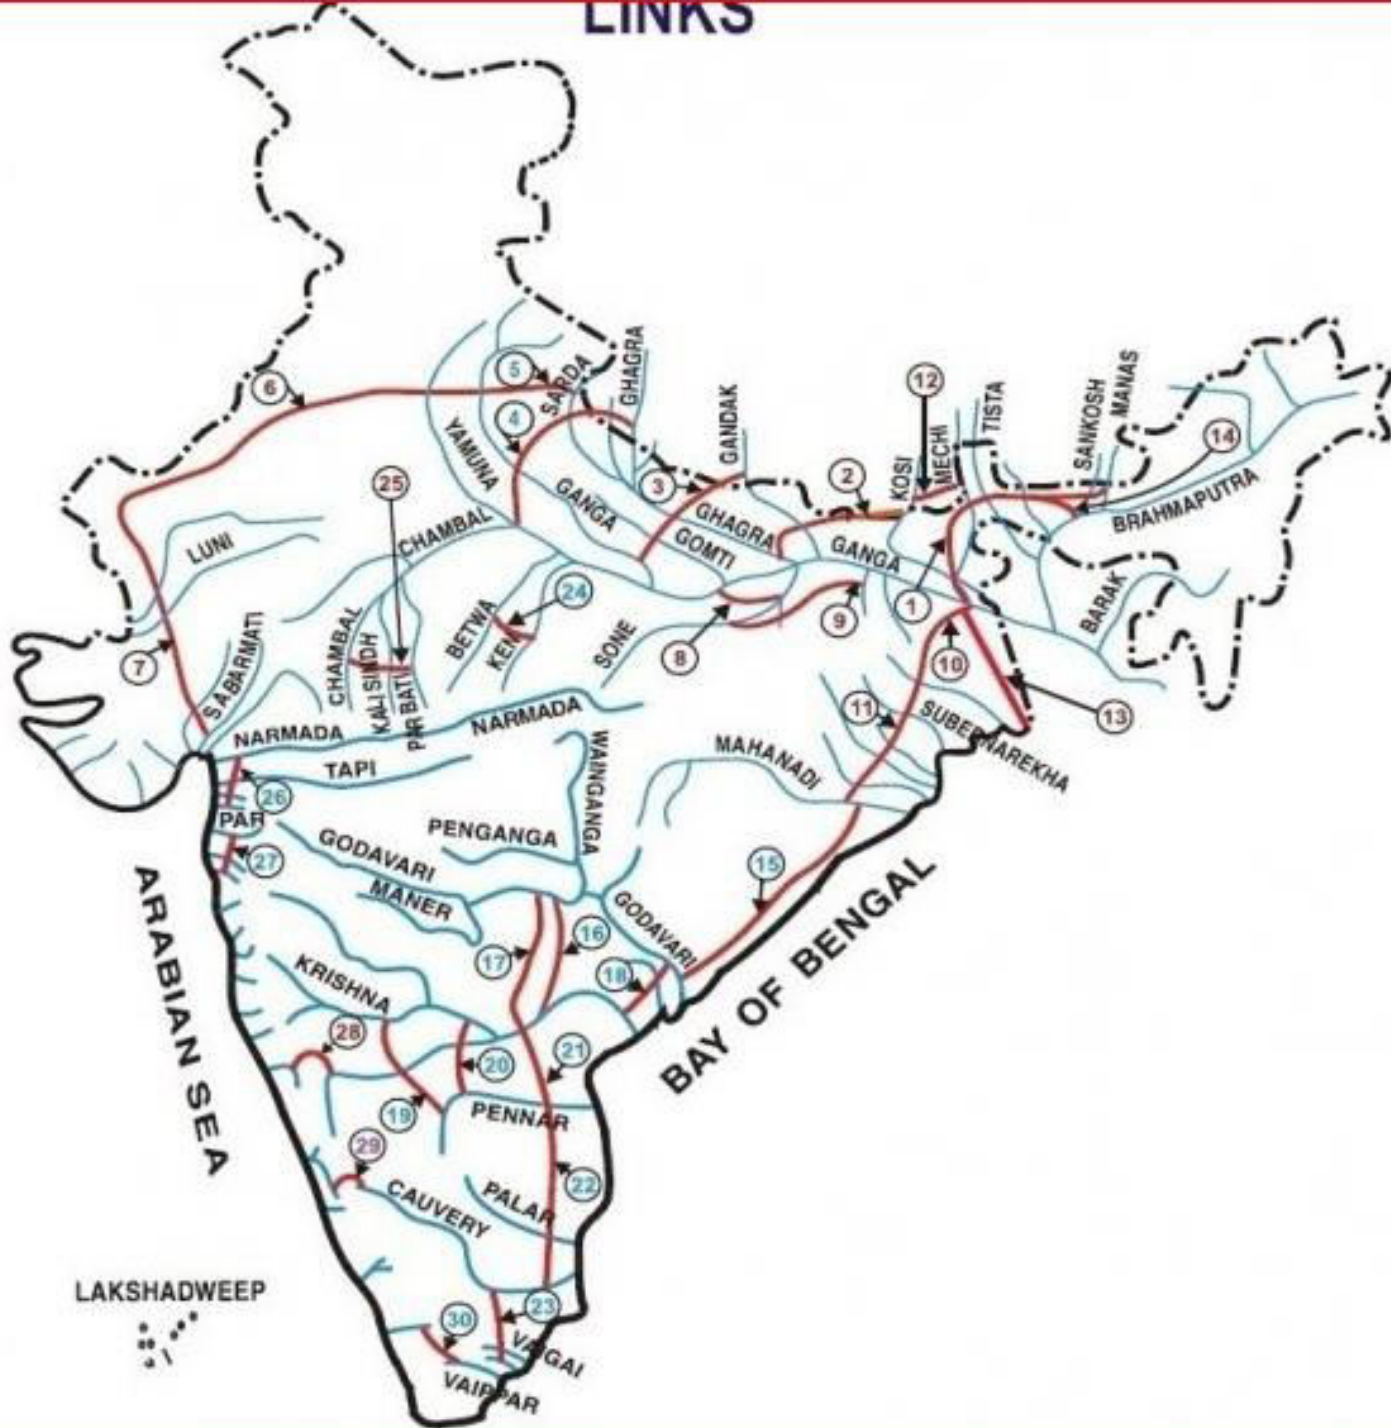 LINKS
6
5
SARDA
GHAGRA
4
YAMUNA
GANDAK
12
TISTA
SANKOSH
MANAS
14
KOSI
MECHI
2
3
25
LUNI
CHAMBAL
GANGA
GHAGRA
GOMTI
GANGA
BRAHMAPUTRA
BARAK
1
24
BETWA
KEN
SONE
8
9
10
13
7
SABARMATI
CHAMBAL
KALI SINDH
PARBATI
11
SUBERNAREKHA
NARMADA
NARMADA
TAPI
WAINGANGA
MAHANADI
26
PAR
27
GODAVARI
PENGANGA
MANER
15
GODAVARI
16
17
18
ARABIAN SEA
BAY OF BENGAL
KRISHNA
28
20
21
19
PENNAR
29
22
CAUVERY
PALAR
LAKSHADWEEP
30
23
VAIGAI
VAIPPAR